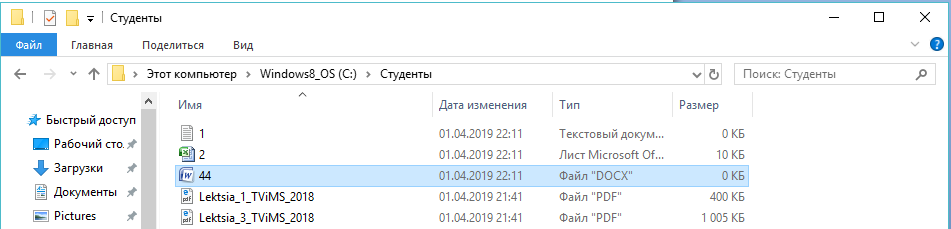 Студенты
Файл Главная Поделиться Вид
Этот компьютер Windows8_OS (C:) Студенты Поиск: Студенты
Имя Дата изменения Тип Размер
Быстрый доступ
Рабочий сто.
Загрузки
Документы
Pictures
1 01.04.2019 22:11 Текстовый докум... 0 КБ
2 01.04.2019 22:11 Лист Microsoft Of... 10 КБ
44 01.04.2019 22:11 Файл "DOCX" 0 КБ
Lektsia_1_TViMS_2018 01.04.2019 21:41 Файл "PDF" 400 КБ
Lektsia_3_TViMS_2018 01.04.2019 21:41 Файл "PDF" 1 005 КБ